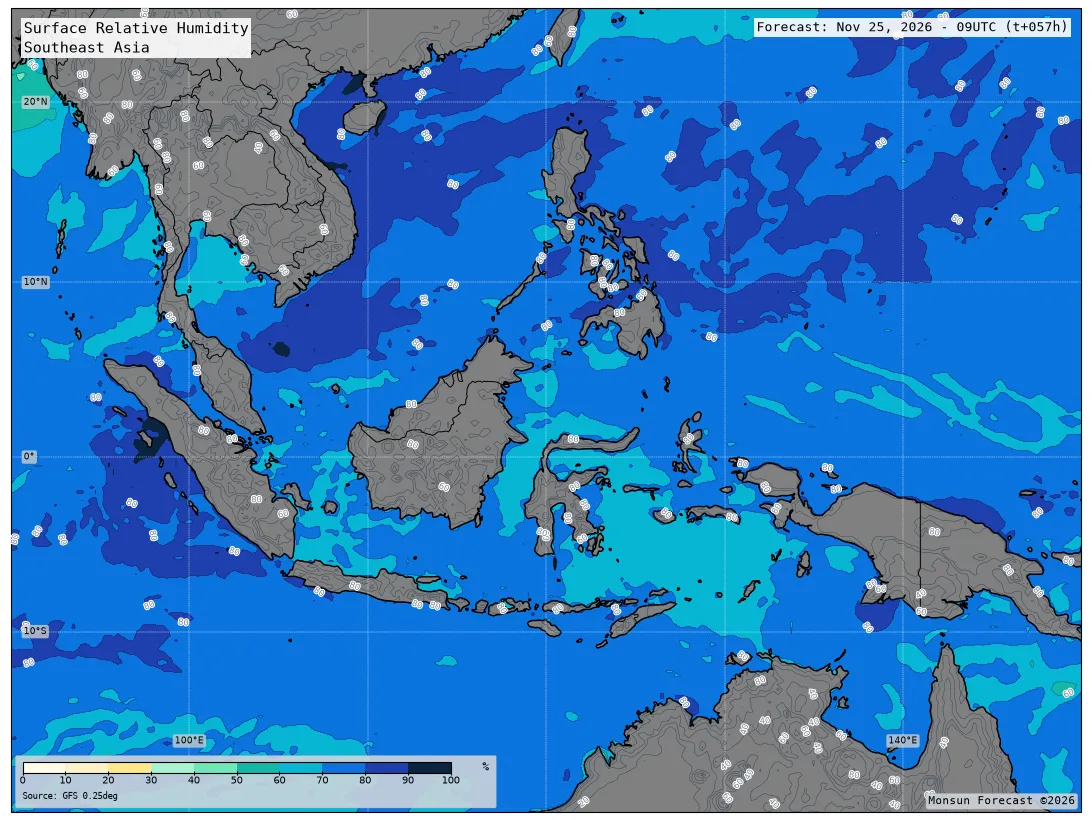 Surface Relative Humidity
Southeast Asia
Forecast: Nov 25, 2026 - 09UTC (t+057h)
20°N
10°N
0°
10°S
100°E
140°E
0 10 20 30 40 50 60 70 80 90 100
%
Source: GFS 0.25deg
Monsun Forecast ©2026